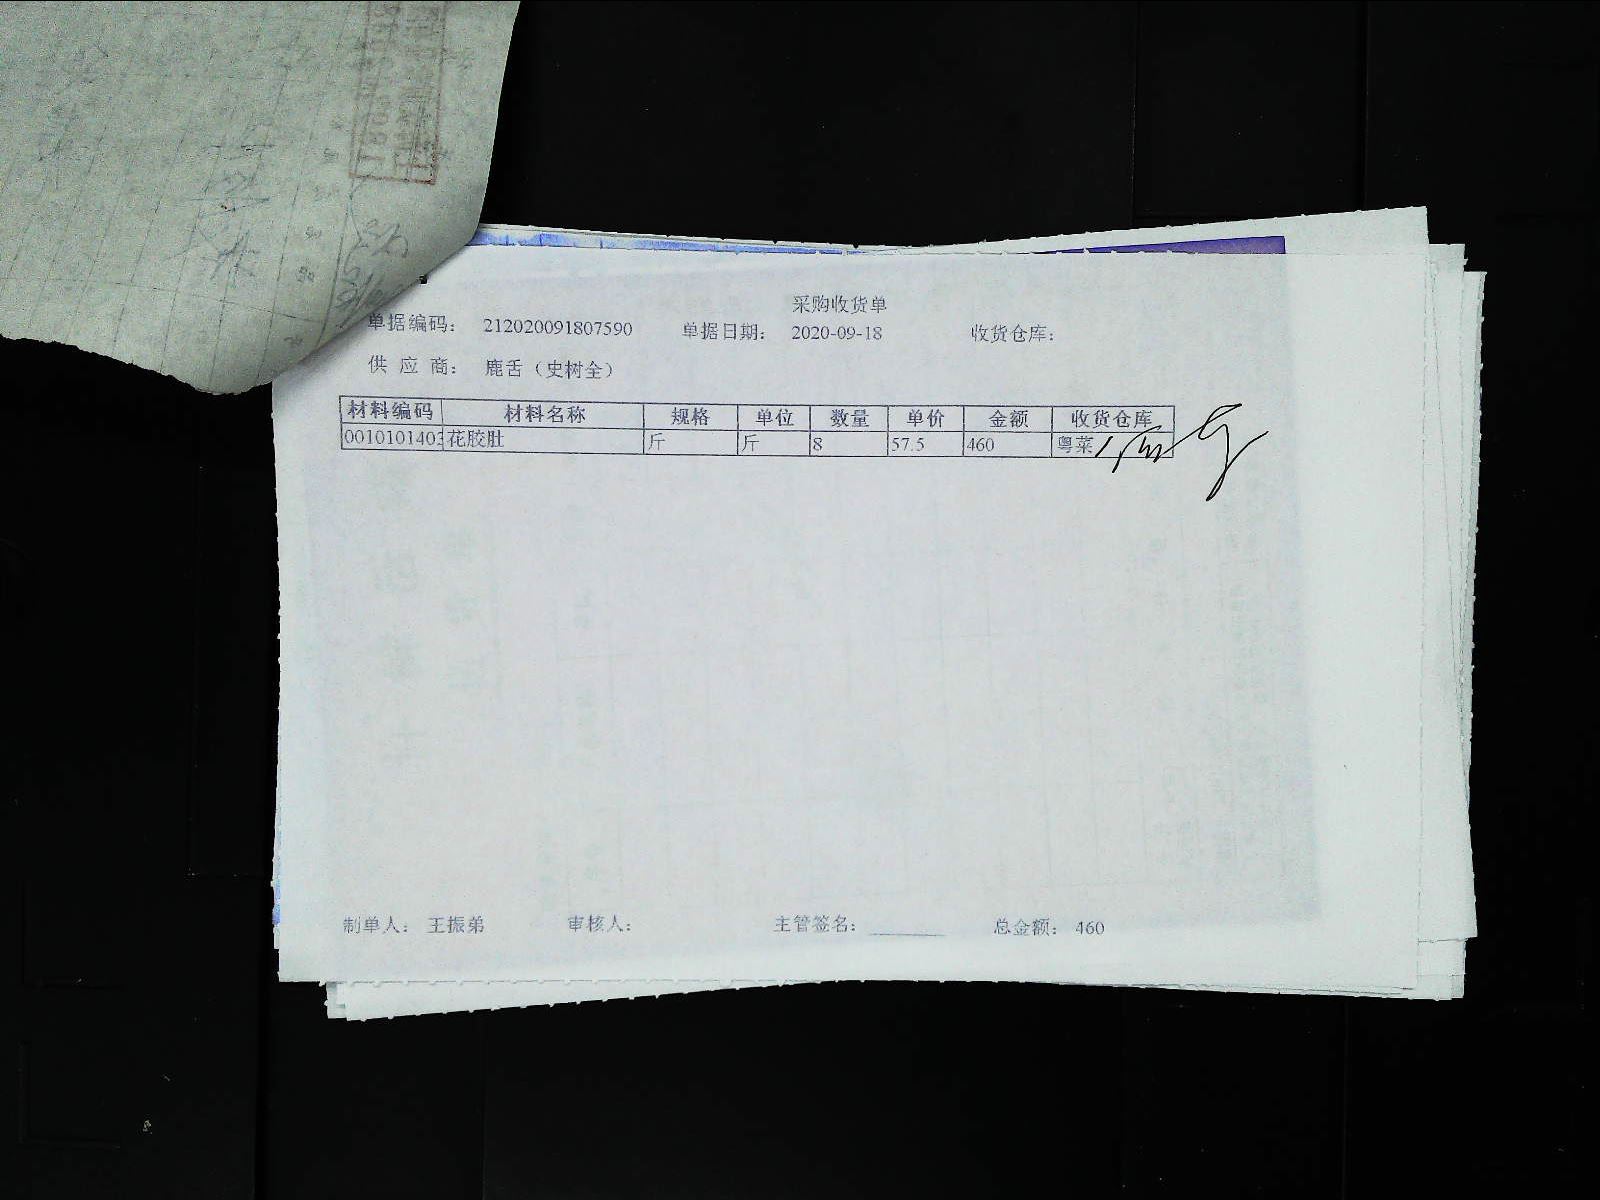 采购收货单
单据编码: 212020091807590 单据日期: 2020-09-18 收货仓库:
供 应 商: 鹿舌（史树全）
材料编码 材料名称 规格 单位 数量 单价 金额 收货仓库
0010101403 花胶肚 斤 斤 8 57.5 460 粤菜
制单人: 王振弟 审核人: 主管签名: ________ 总金额: 460